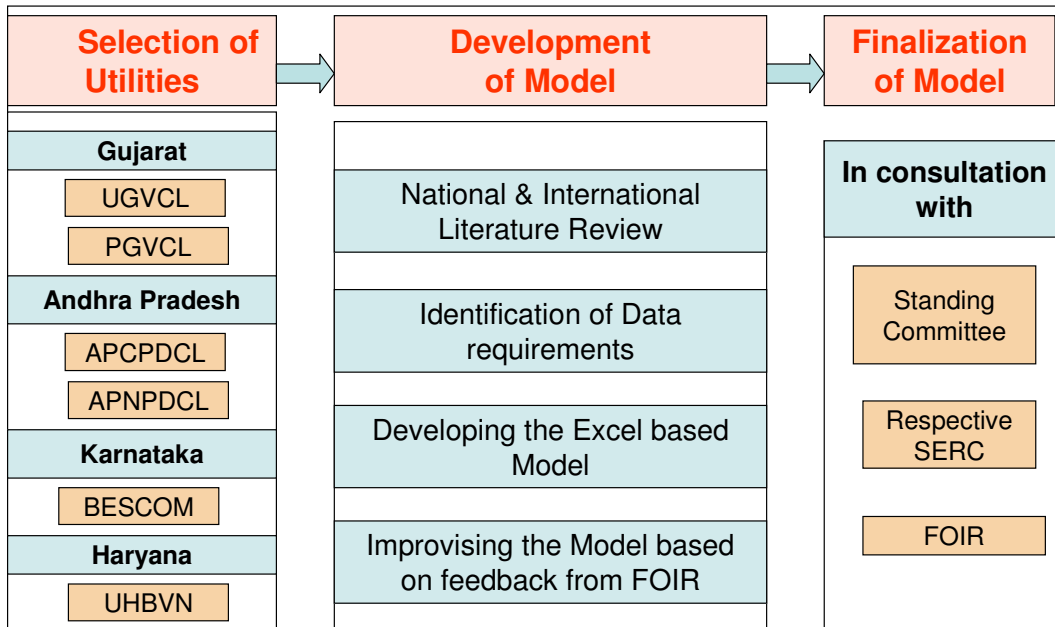 Selection of
Utilities
Gujarat
UGVCL
PGVCL
Andhra Pradesh
APCPDCL
APNPDCL
Karnataka
BESCOM
Haryana
UHBVN
Development
of Model
National & International
Literature Review
Identification of Data
requirements
Developing the Excel based
Model
Improvising the Model based
on feedback from FOIR
Finalization
of Model
In consultation
with
Standing
Committee
Respective
SERC
FOIR